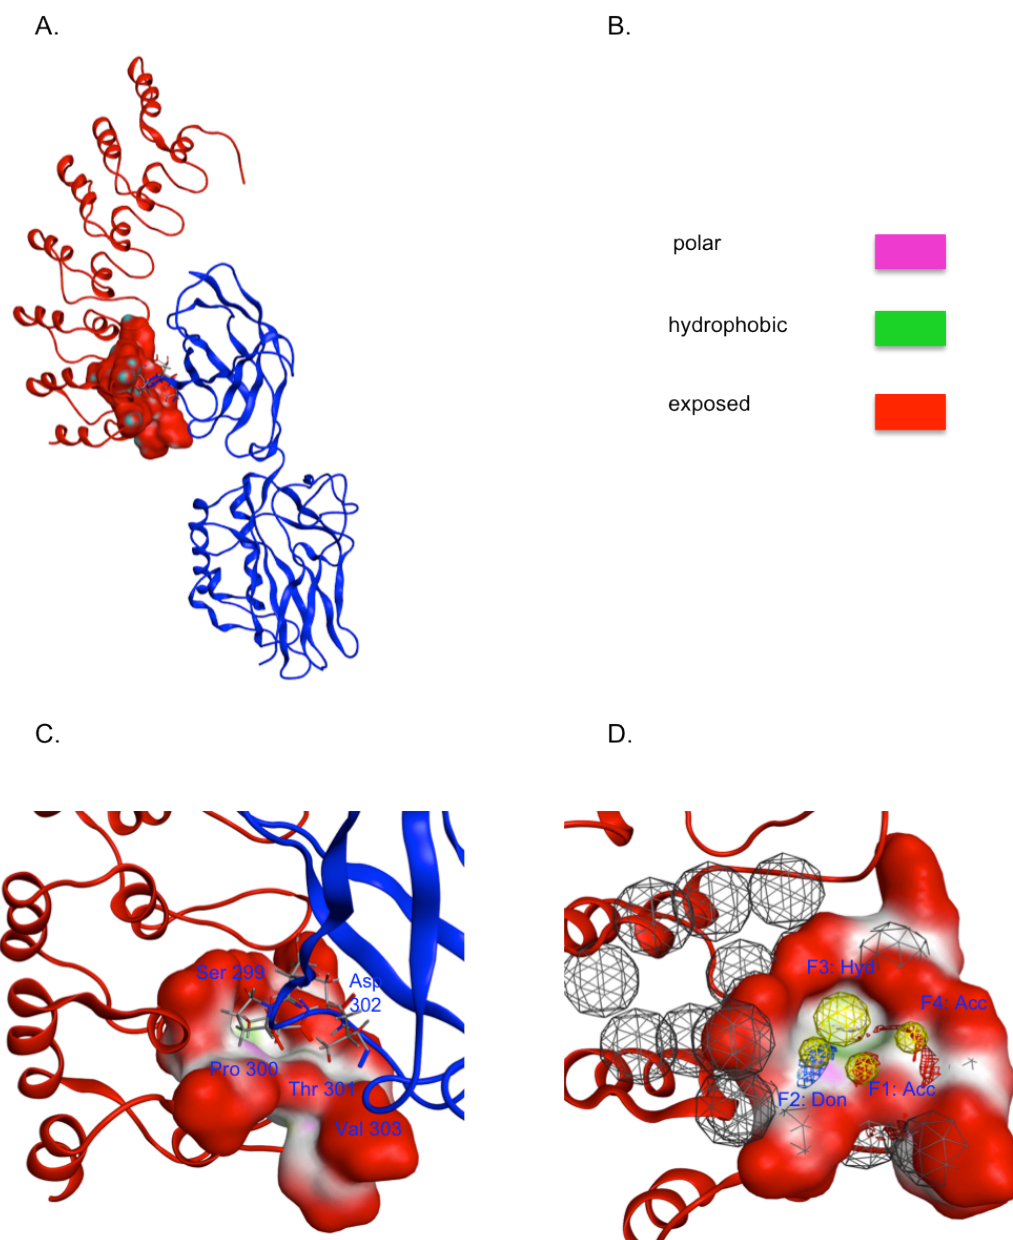 A.
B.
polar
hydrophobic
exposed
C.
D.
Ser 299
Asp
302
Pro 300
Thr 301
Val 303
F3: Hyd
F4: Acc
F1: Acc
F2: Don